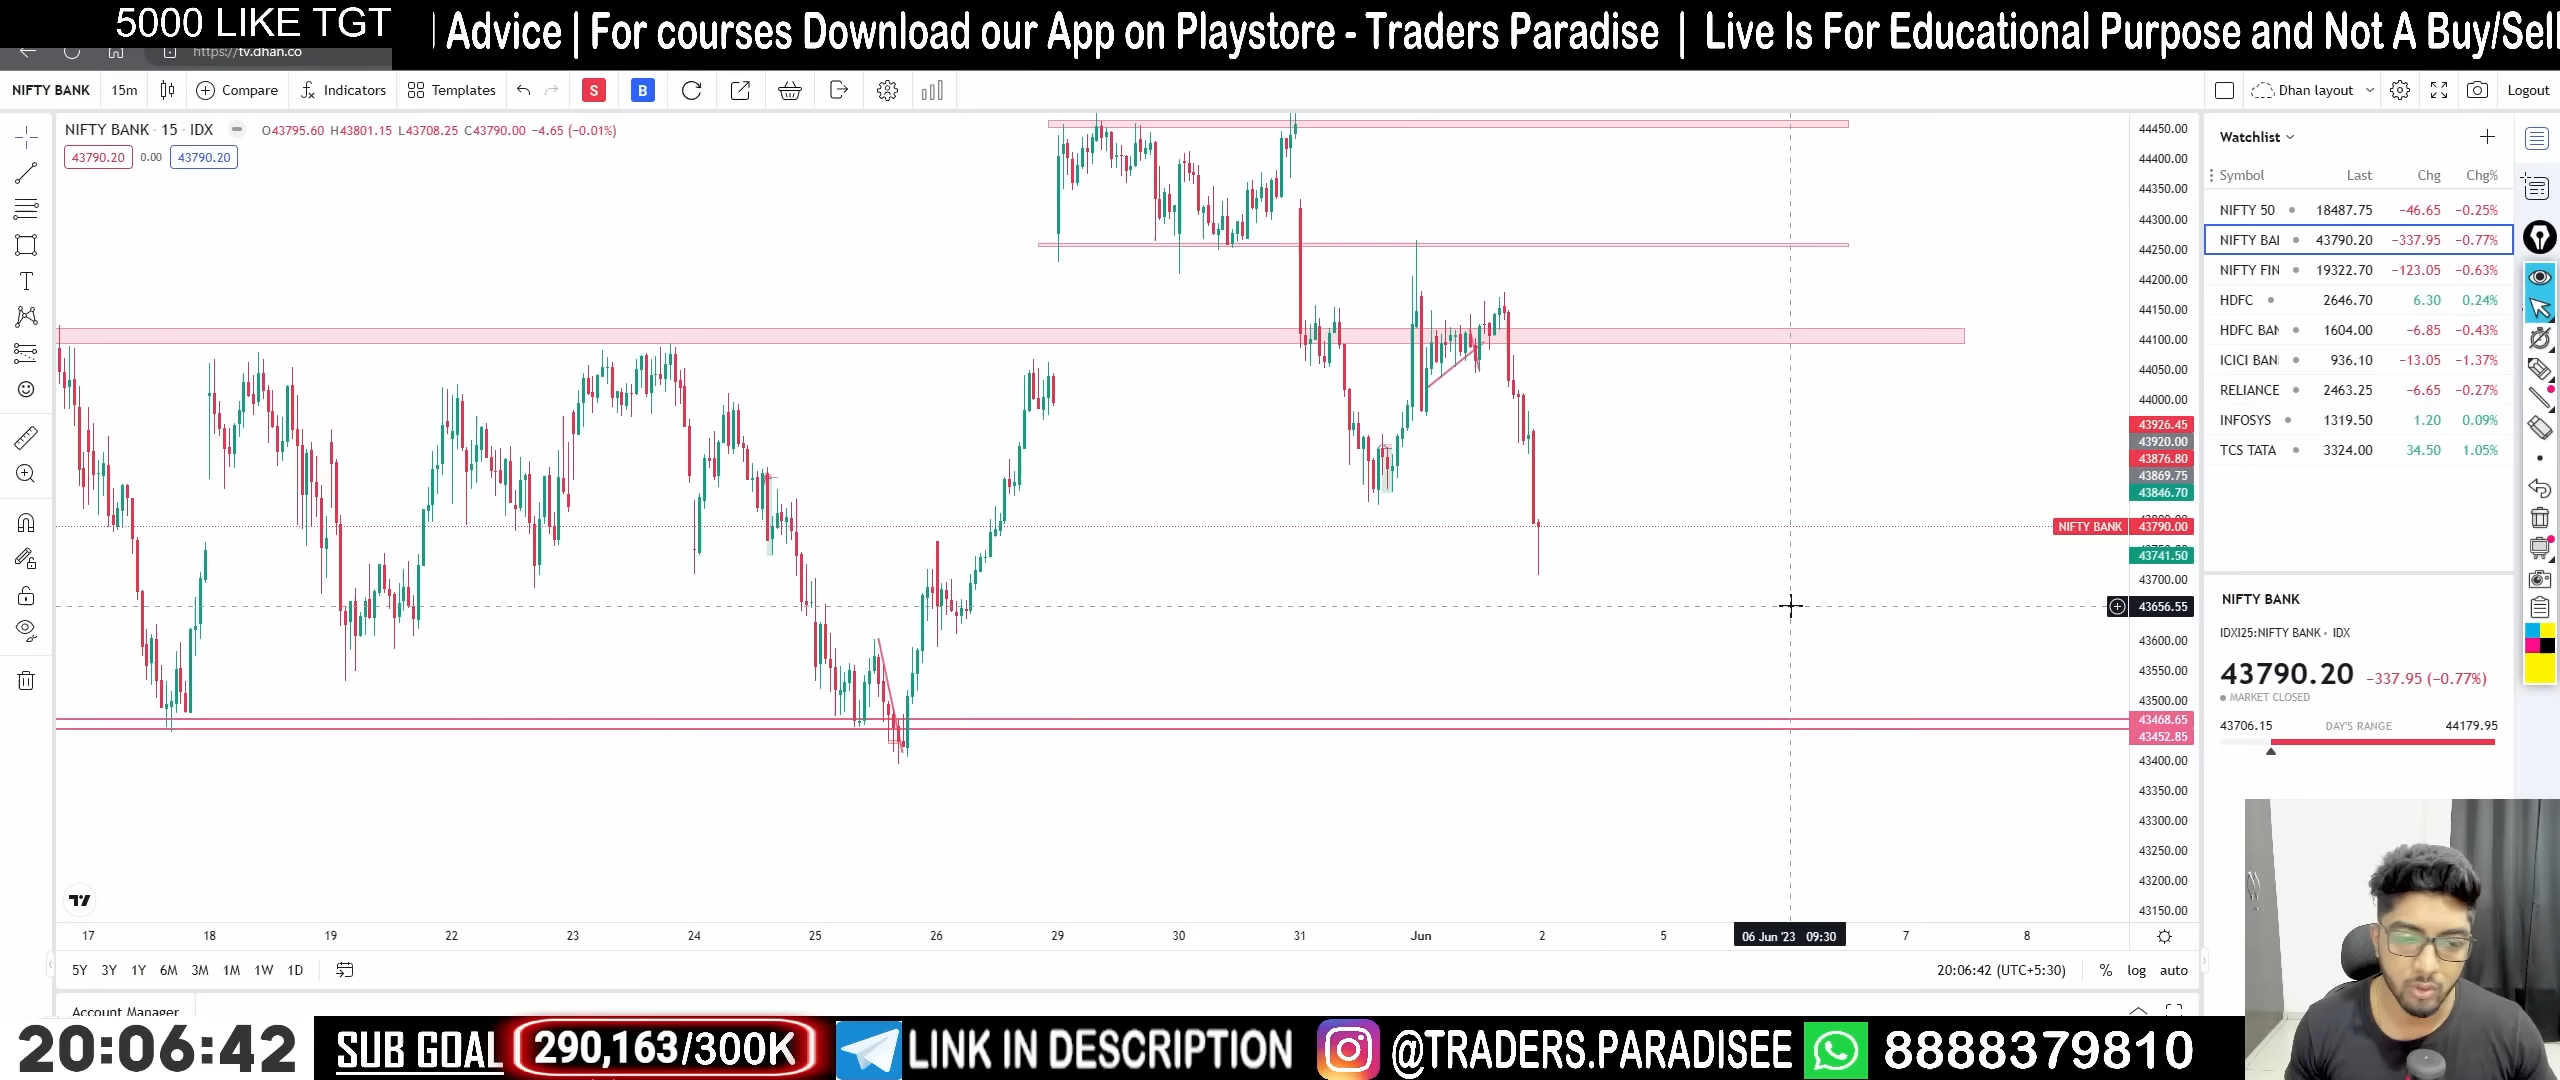 5000 LIKE TGT
Advice | For courses Download our App on Playstore - Traders Paradise | Live Is For Educational Purpose and Not A Buy/Sell
https://tv.dhan.co
NIFTY BANK 15m Compare Indicators Templates S B Dhan layout Logout
NIFTY BANK · 15 · IDX O43795.60 H43801.15 L43708.25 C43790.00 −4.65 (−0.01%)
43790.20 0.00 43790.20
44450.00
44400.00
44350.00
44300.00
44250.00
44200.00
44150.00
44100.00
44050.00
44000.00
43926.45
43920.00
43876.80
43869.75
43846.70
NIFTY BANK 43790.00
43741.50
43700.00
43656.55
43600.00
43550.00
43500.00
43468.65
43452.85
43400.00
43350.00
43300.00
43250.00
43200.00
43150.00
17 18 19 22 23 24 25 26 29 30 31 Jun 2 5 06 Jun '23 09:30 7 8
5Y 3Y 1Y 6M 3M 1M 1W 1D 20:06:42 (UTC+5:30) % log auto
Account Manager
Watchlist
Symbol Last Chg Chg%
NIFTY 50 18487.75 −46.65 −0.25%
NIFTY BAI 43790.20 −337.95 −0.77%
NIFTY FIN 19322.70 −123.05 −0.63%
HDFC 2646.70 6.30 0.24%
HDFC BAN 1604.00 −6.85 −0.43%
ICICI BANI 936.10 −13.05 −1.37%
RELIANCE 2463.25 −6.65 −0.27%
INFOSYS 1319.50 1.20 0.09%
TCS TATA 3324.00 34.50 1.05%
NIFTY BANK
IDXI25:NIFTY BANK · IDX
43790.20 −337.95 (−0.77%)
MARKET CLOSED
43706.15 DAY'S RANGE 44179.95
20:06:42 SUB GOAL 290,163/300K LINK IN DESCRIPTION @TRADERS.PARADISEE 8888379810